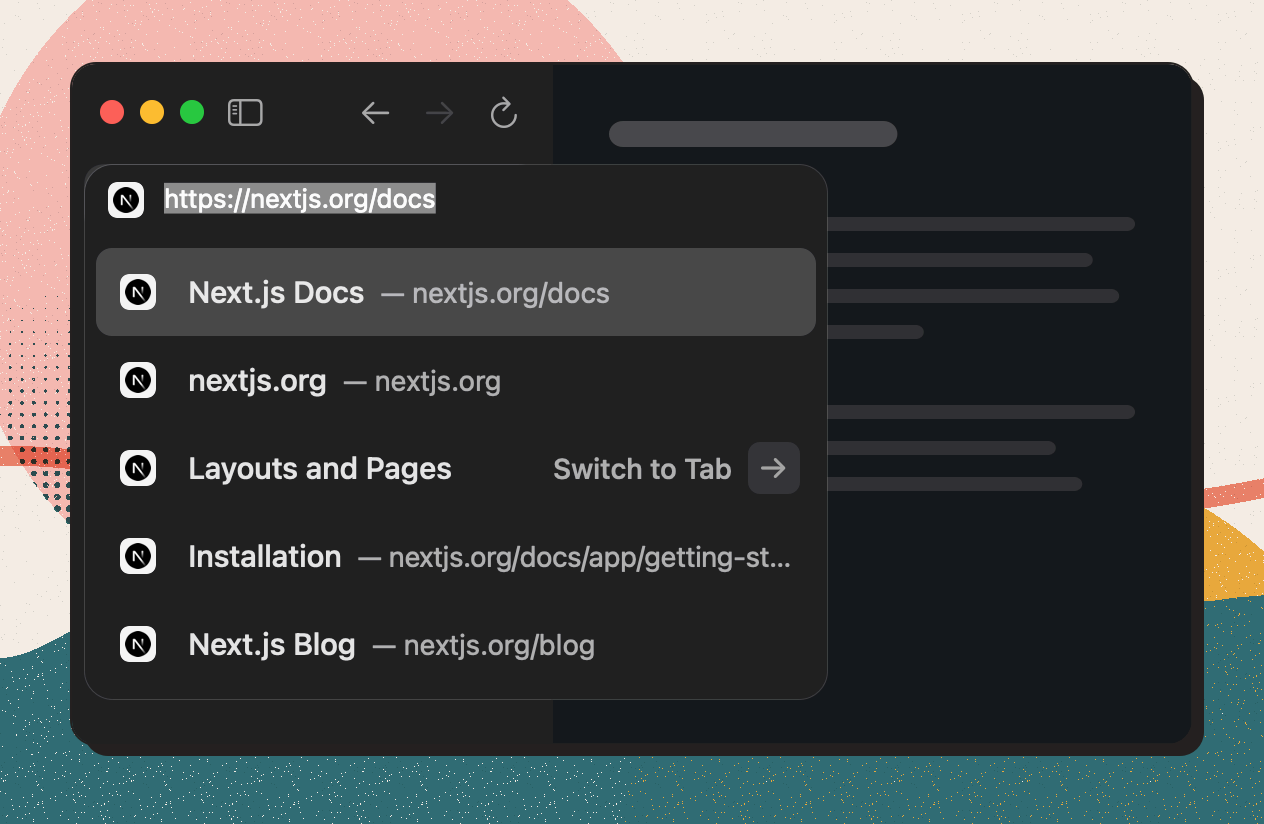 https://nextjs.org/docs
Next.js Docs — nextjs.org/docs
nextjs.org — nextjs.org
Layouts and Pages Switch to Tab
Installation — nextjs.org/docs/app/getting-st...
Next.js Blog — nextjs.org/blog